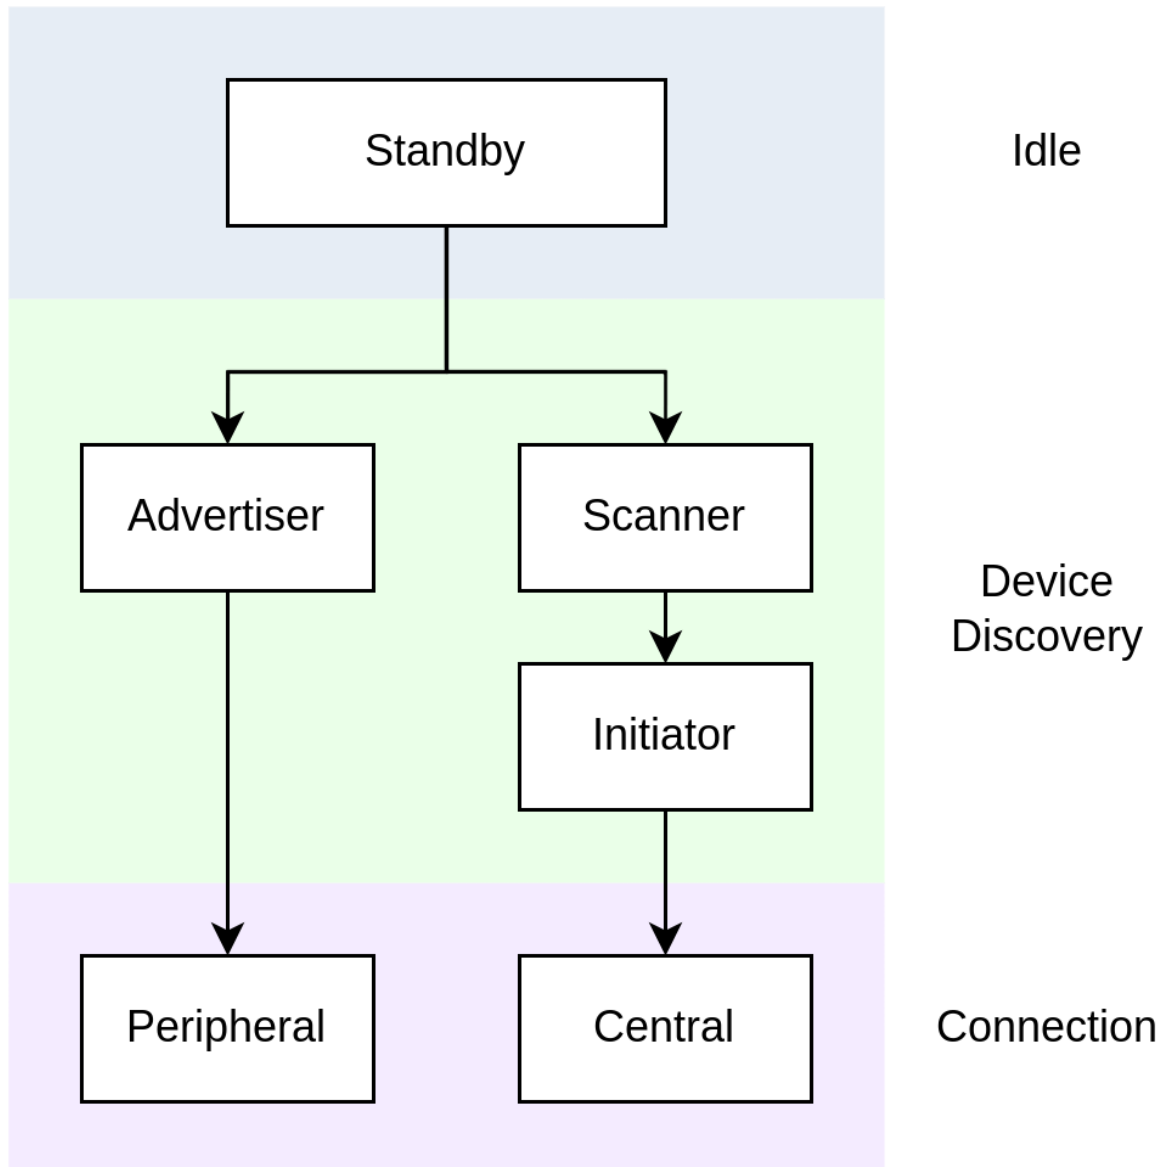 Standby
Idle
Advertiser
Scanner
Device
Discovery
Initiator
Peripheral
Central
Connection